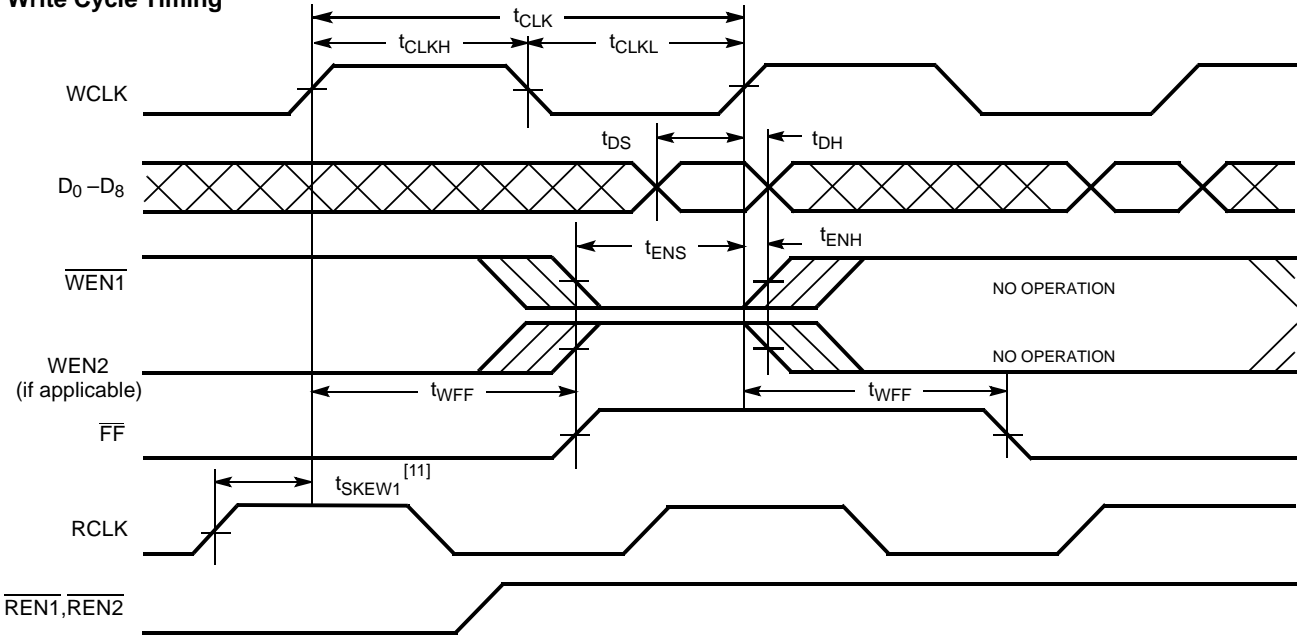 Write Cycle Timing
tCLK
tCLKH
tCLKL
WCLK
tDS
tDH
D0 –D8
tENS
tENH
WEN1
NO OPERATION
WEN2
(if applicable)
NO OPERATION
tWFF
tWFF
FF
tSKEW1 [11]
RCLK
REN1,REN2